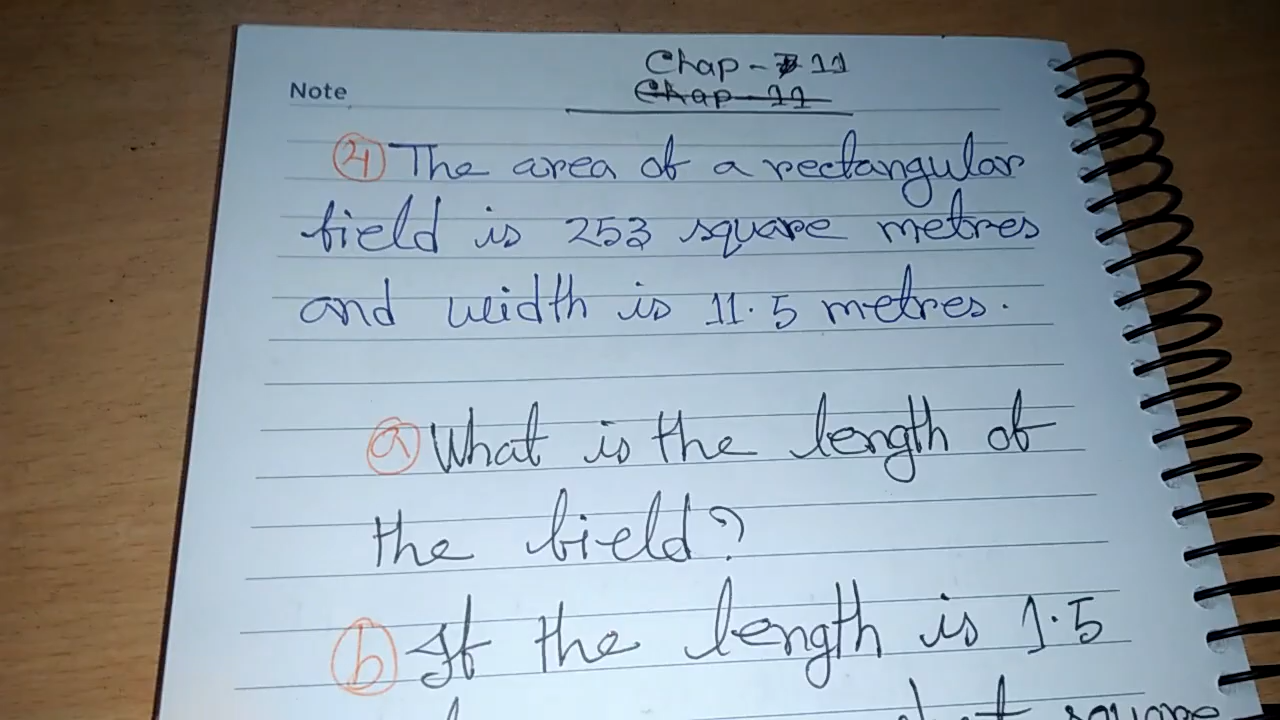 Chap - 11
Chap - 11
Note
4 The area of a rectangular
field is 253 square metres
and width is 11.5 metres.
a What is the length of
the field?
b If the length is 1.5
square